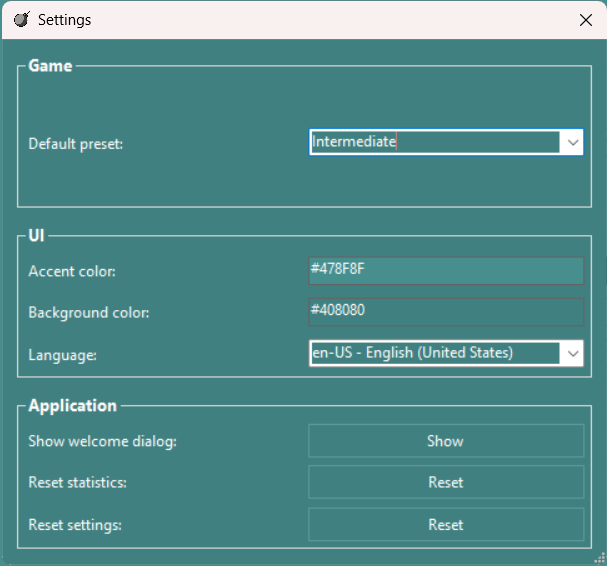 Settings
Game
Default preset: Intermediate
UI
Accent color: #478F8F
Background color: #408080
Language: en-US - English (United States)
Application
Show welcome dialog: Show
Reset statistics: Reset
Reset settings: Reset